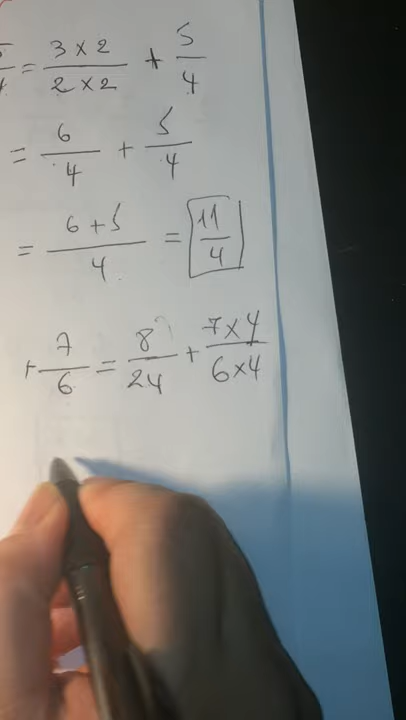 = 3 × 2 / 2 × 2 + 5 / 4
= 6 / 4 + 5 / 4
= 6 + 5 / 4 = 11 / 4
+ 7 / 6 = 8 / 24 + 7 × 4 / 6 × 4